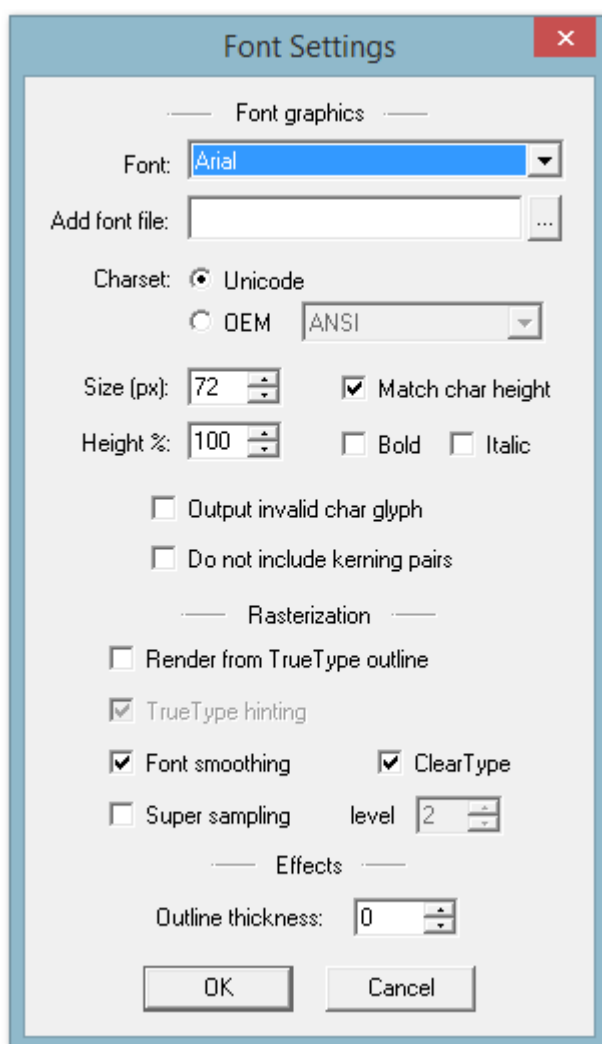 Font Settings
Font graphics
Font: Arial
Add font file: ...
Charset: Unicode
OEM ANSI
Size (px): 72 Match char height
Height %: 100 Bold Italic
Output invalid char glyph
Do not include kerning pairs
Rasterization
Render from TrueType outline
TrueType hinting
Font smoothing ClearType
Super sampling level 2
Effects
Outline thickness: 0
OK Cancel